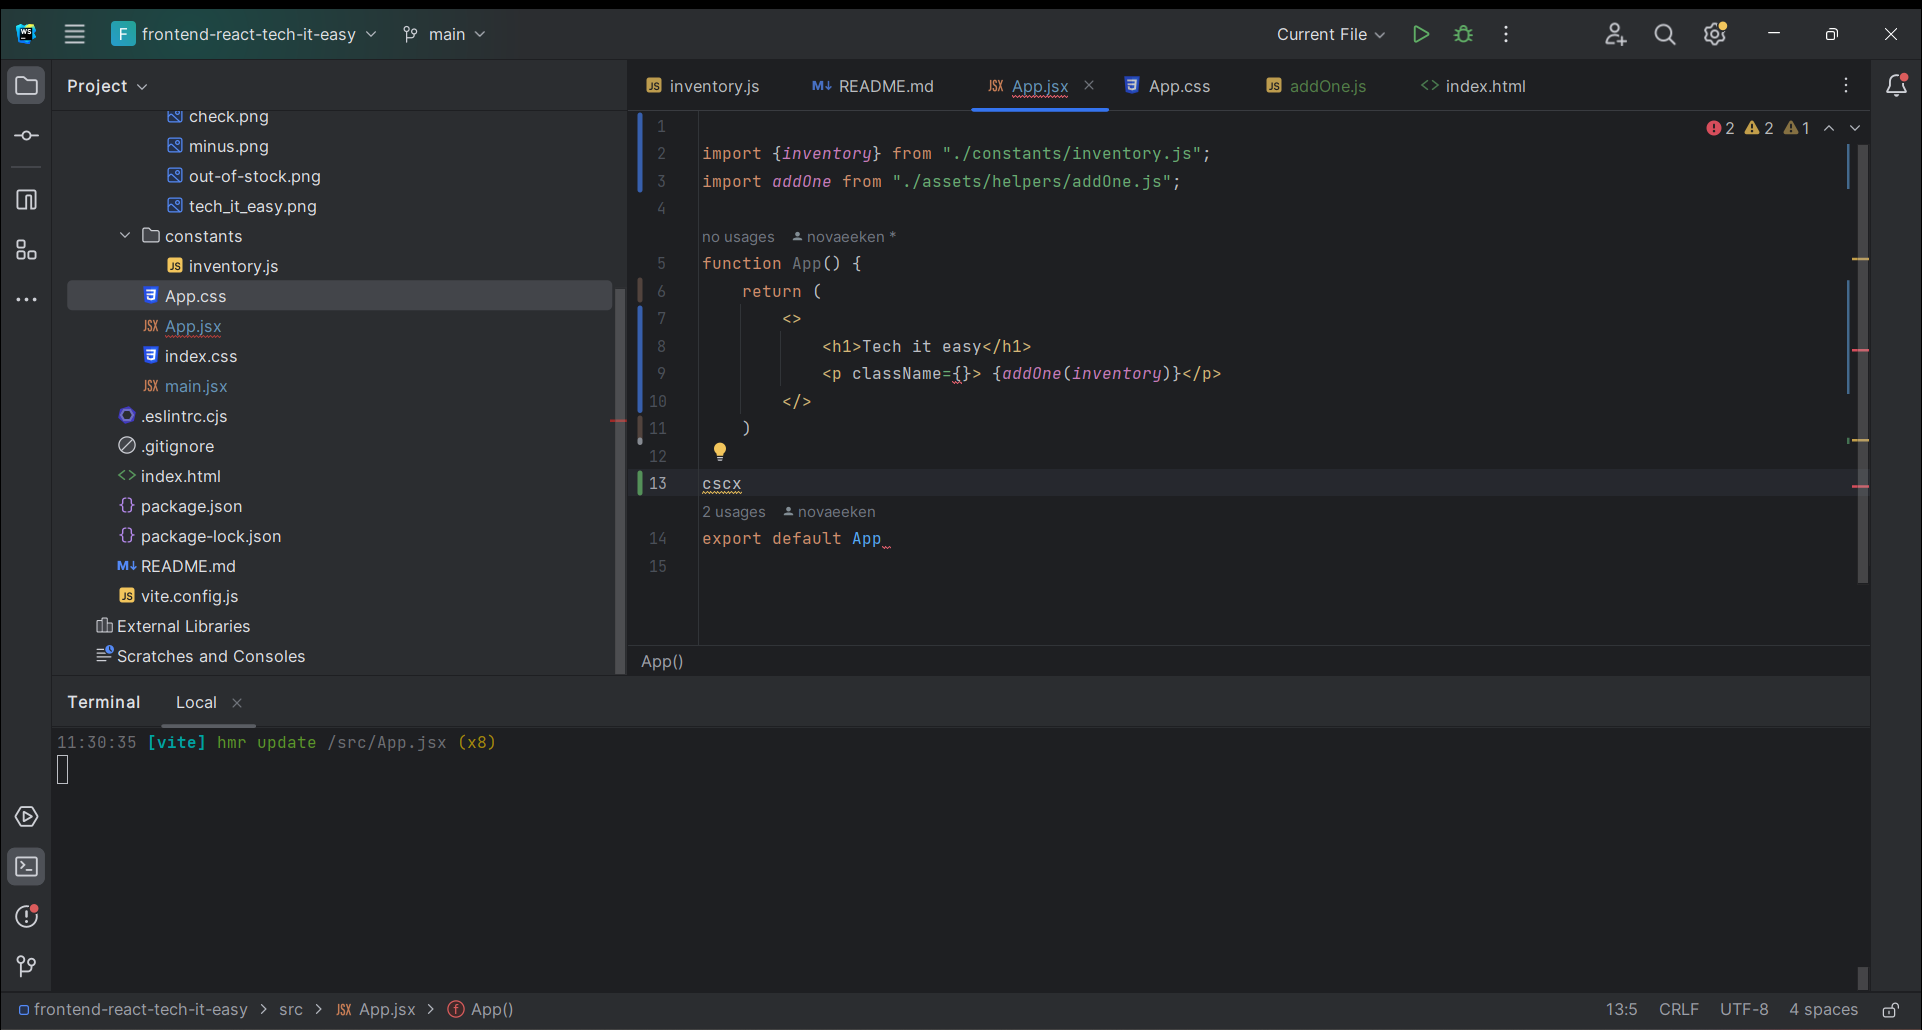 WS F frontend-react-tech-it-easy main Current File
Project
inventory.js README.md App.jsx App.css addOne.js index.html
check.png
minus.png
out-of-stock.png
tech_it_easy.png
constants
inventory.js
App.css
App.jsx
index.css
main.jsx
.eslintrc.cjs
.gitignore
index.html
package.json
package-lock.json
README.md
vite.config.js
External Libraries
Scratches and Consoles
2 2 1
1
2 import {inventory} from "./constants/inventory.js";
3 import addOne from "./assets/helpers/addOne.js";
4
no usages novaeeken *
5 function App() {
6 return (
7 <>
8 <h1>Tech it easy</h1>
9 <p className={}> {addOne(inventory)}</p>
10 </>
11 )
12
13 cscx
2 usages novaeeken
14 export default App
15
App()
Terminal Local
11:30:35 [vite] hmr update /src/App.jsx (x8)
frontend-react-tech-it-easy > src > App.jsx > App() 13:5 CRLF UTF-8 4 spaces